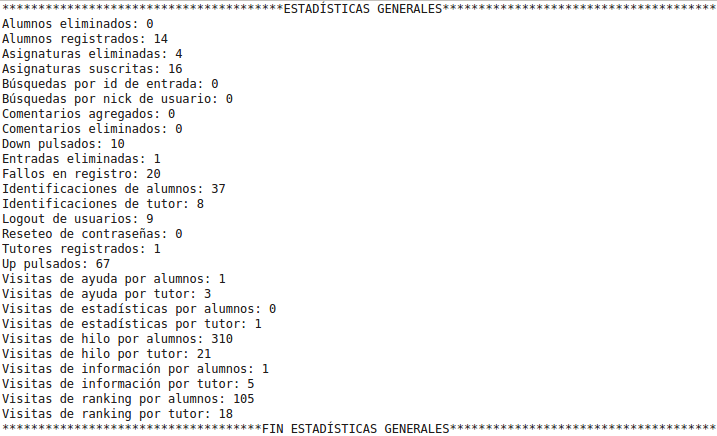 ***************************************ESTADÍSTICAS GENERALES**************************************
Alumnos eliminados: 0
Alumnos registrados: 14
Asignaturas eliminadas: 4
Asignaturas suscritas: 16
Búsquedas por id de entrada: 0
Búsquedas por nick de usuario: 0
Comentarios agregados: 0
Comentarios eliminados: 0
Down pulsados: 10
Entradas eliminadas: 1
Fallos en registro: 20
Identificaciones de alumnos: 37
Identificaciones de tutor: 8
Logout de usuarios: 9
Reseteo de contraseñas: 0
Tutores registrados: 1
Up pulsados: 67
Visitas de ayuda por alumnos: 1
Visitas de ayuda por tutor: 3
Visitas de estadísticas por alumnos: 0
Visitas de estadísticas por tutor: 1
Visitas de hilo por alumnos: 310
Visitas de hilo por tutor: 21
Visitas de información por alumnos: 1
Visitas de información por tutor: 5
Visitas de ranking por alumnos: 105
Visitas de ranking por tutor: 18
************************************FIN ESTADÍSTICAS GENERALES*************************************